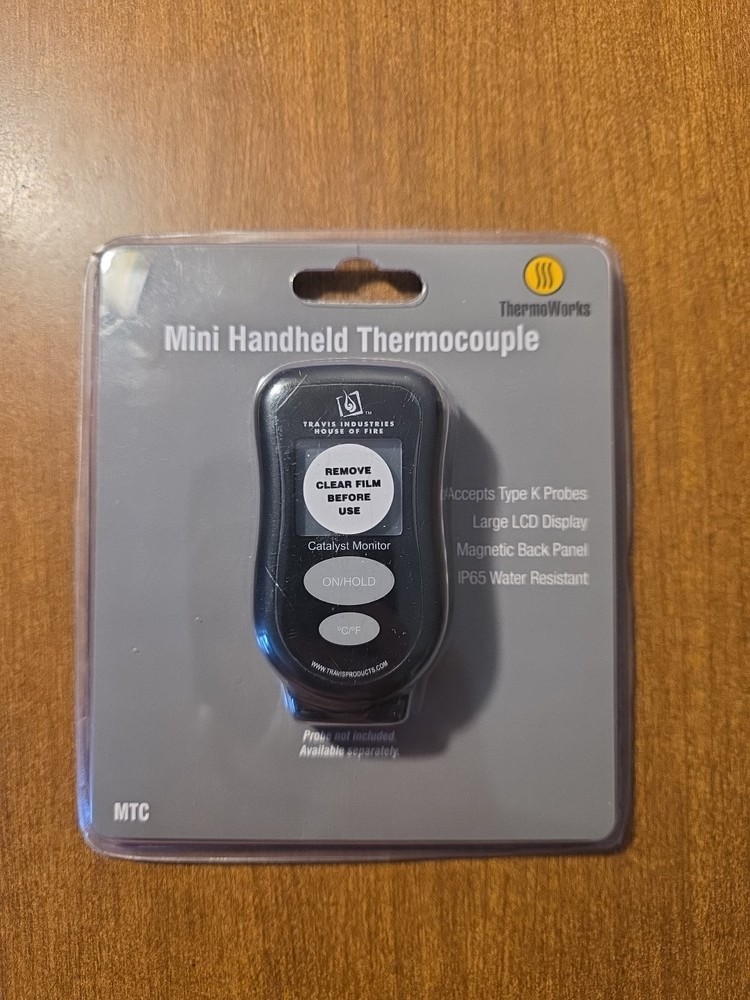 ThermoWorks
Mini Handheld Thermocouple
TRAVIS INDUSTRIES
HOUSE OF FIRE
TM
REMOVE
CLEAR FILM
BEFORE
USE
Catalyst Monitor
ON/HOLD
°C/°F
WWW.TRAVISPRODUCTS.COM
Accepts Type K Probes
Large LCD Display
Magnetic Back Panel
IP65 Water Resistant
Probe not included.
Available separately.
MTC